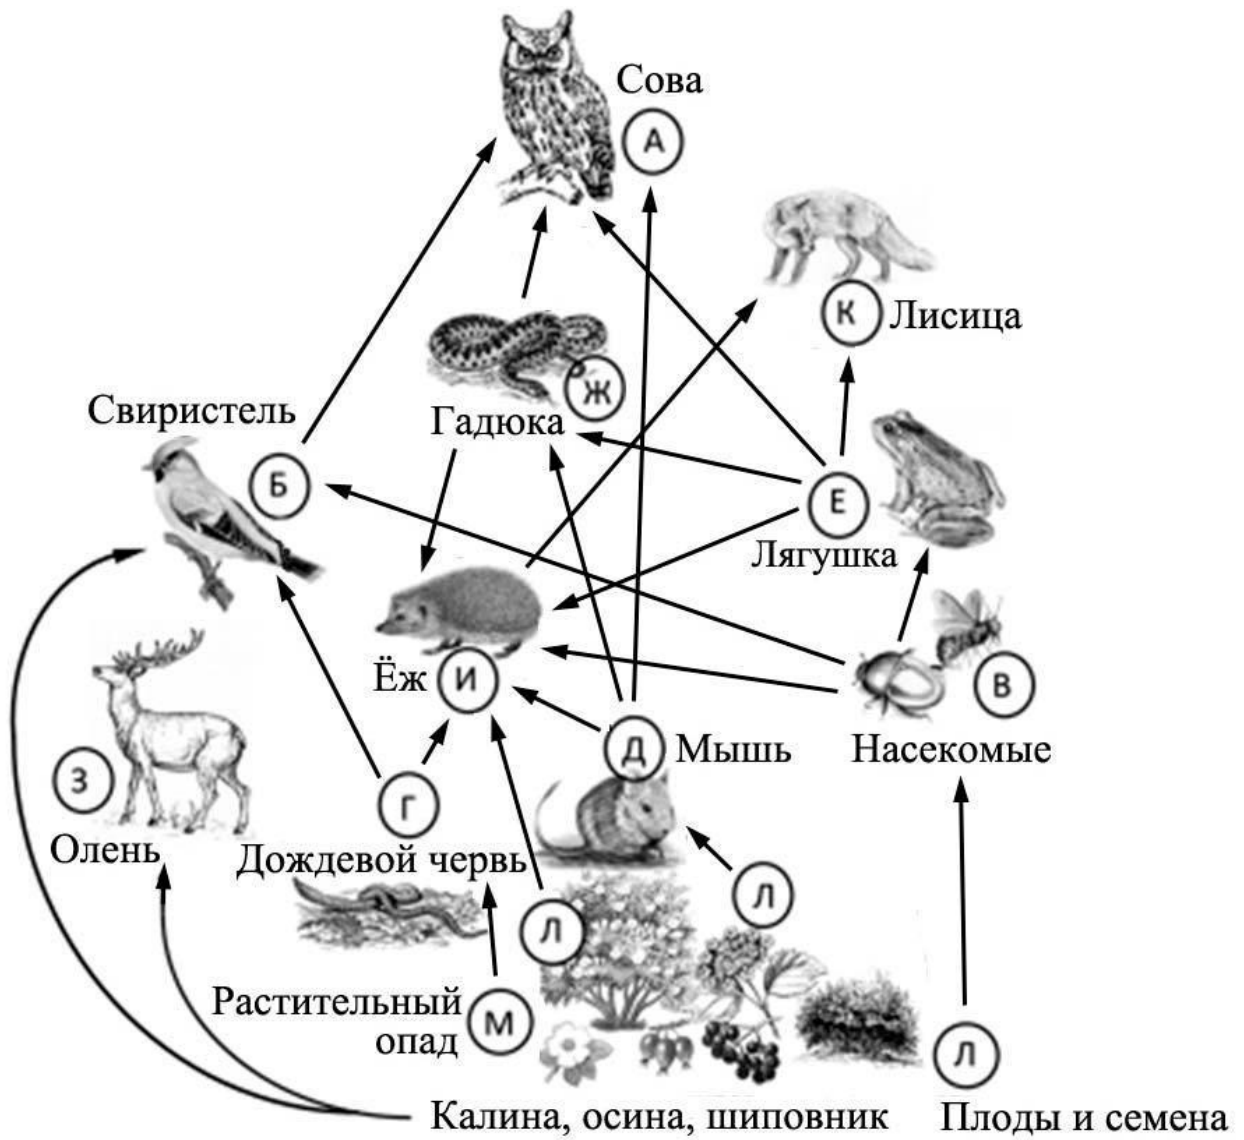 Сова
А
К Лисица
Ж
Свиристель
Гадюка
Б
Е
Лягушка
Ёж И
В
Д Мышь
Насекомые
З
Г
Олень
Дождевой червь
Л
Л
Растительный
опад
М
Л
Калина, осина, шиповник
Плоды и семена